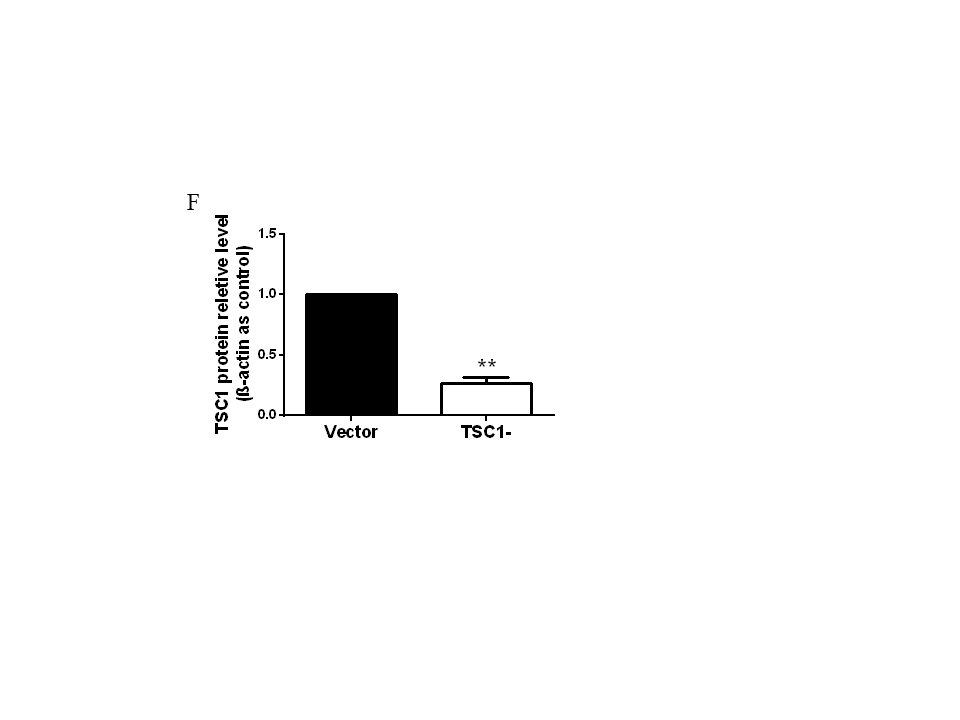 F
TSC1 protein reletive level
(ß-actin as control)
1.5
1.0
0.5
0.0
**
Vector
TSC1-